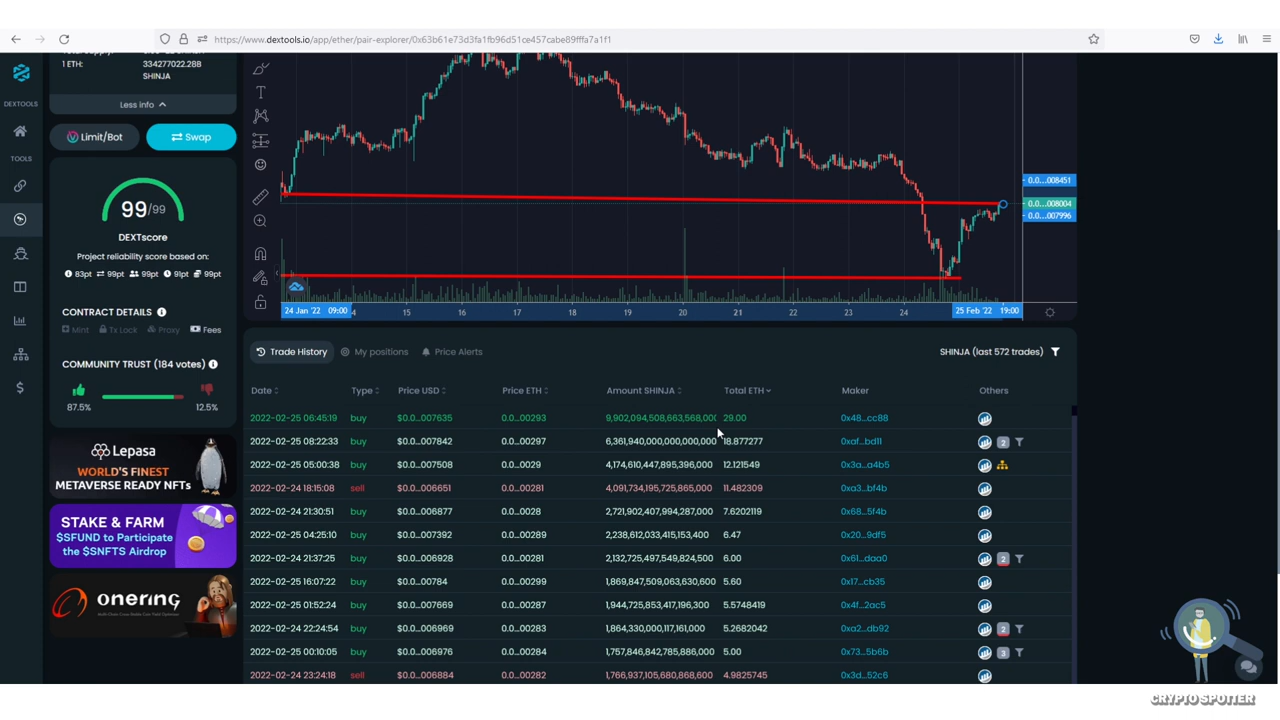 https://www.dextools.io/app/ether/pair-explorer/0x63b61e73d3fa1fb96d51ce457cabe89fffa7a1f1
1 ETH: 334277022.288
SHINJA
Less info
DEXTOOLS
TOOLS
Limit/Bot
Swap
99/99
DEXTscore
Project reliability score based on:
83pt 99pt 99pt 91pt 99pt
CONTRACT DETAILS
Mint Tx Lock Proxy Fees
COMMUNITY TRUST (184 votes)
87.5% 12.5%
Lepasa
WORLD'S FINEST
METAVERSE READY NFTs
STAKE & FARM
$SFUND to Participate
the $SNFTS Airdrop
ONERING
0.0...008451
0.0...008004
0.0...007996
24 Jan '22 09:00 4 15 16 17 18 19 20 21 22 23 24 25 Feb '22 19:00
Trade History My positions Price Alerts SHINJA (last 572 trades)
Date Type Price USD Price ETH Amount SHINJA Total ETH Maker Others
2022-02-25 06:45:19 buy $0.0...007635 0.0...00293 9,902,094,508,663,568,000 29.00 0x48...cc88
2022-02-25 08:22:33 buy $0.0...007842 0.0...00297 6,361,940,000,000,000,000 18.877277 0xaf...bd11 2
2022-02-25 05:00:38 buy $0.0...007508 0.0...0029 4,174,610,447,895,396,000 12.121549 0x3a...a4b5
2022-02-24 18:15:08 sell $0.0...006651 0.0...00281 4,091,734,195,725,865,000 11.482309 0xa3...bf4b
2022-02-24 21:30:51 buy $0.0...006877 0.0...0028 2,721,902,407,994,287,000 7.6202119 0x68...5f4b
2022-02-25 04:25:10 buy $0.0...007392 0.0...00289 2,238,612,033,415,153,400 6.47 0x20...9df5
2022-02-24 21:37:25 buy $0.0...006928 0.0...00281 2,132,725,497,549,824,500 6.00 0x61...daa0 2
2022-02-25 16:07:22 buy $0.0...00784 0.0...00299 1,869,847,509,063,630,600 5.60 0x17...cb35
2022-02-25 01:52:24 buy $0.0...007669 0.0...00287 1,944,725,853,417,196,300 5.5748419 0x4f...2ac5
2022-02-24 22:24:54 buy $0.0...006969 0.0...00283 1,864,330,000,117,161,000 5.2682042 0xa2...db92 2
2022-02-25 00:10:05 buy $0.0...006976 0.0...00284 1,757,846,842,785,886,000 5.00 0x73...5b6b 3
2022-02-24 23:24:18 sell $0.0...006884 0.0...00282 1,766,937,105,680,868,600 4.9825745 0x3d...52c6
CRYPTO SPOTTER